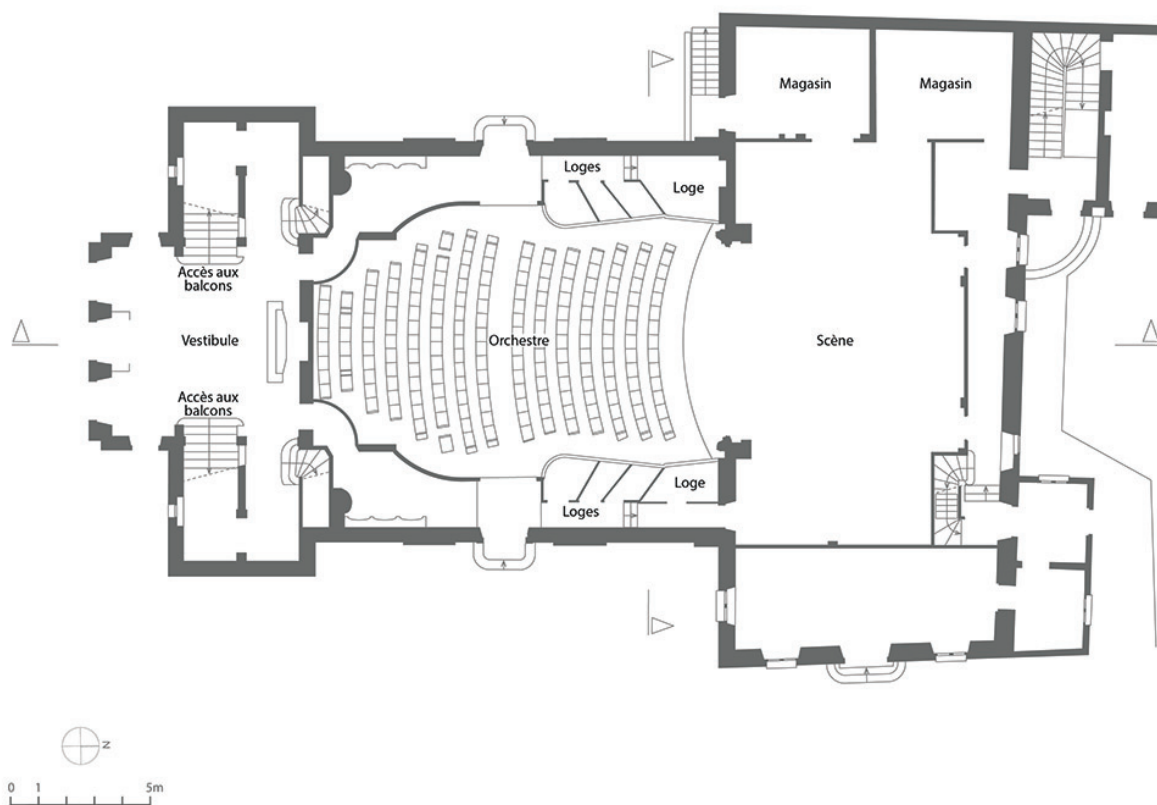 Magasin
Magasin
Loges
Loge
Accès aux
balcons
Vestibule
Orchestre
Scène
Accès aux
balcons
Loge
Loges
N
0 1 5m